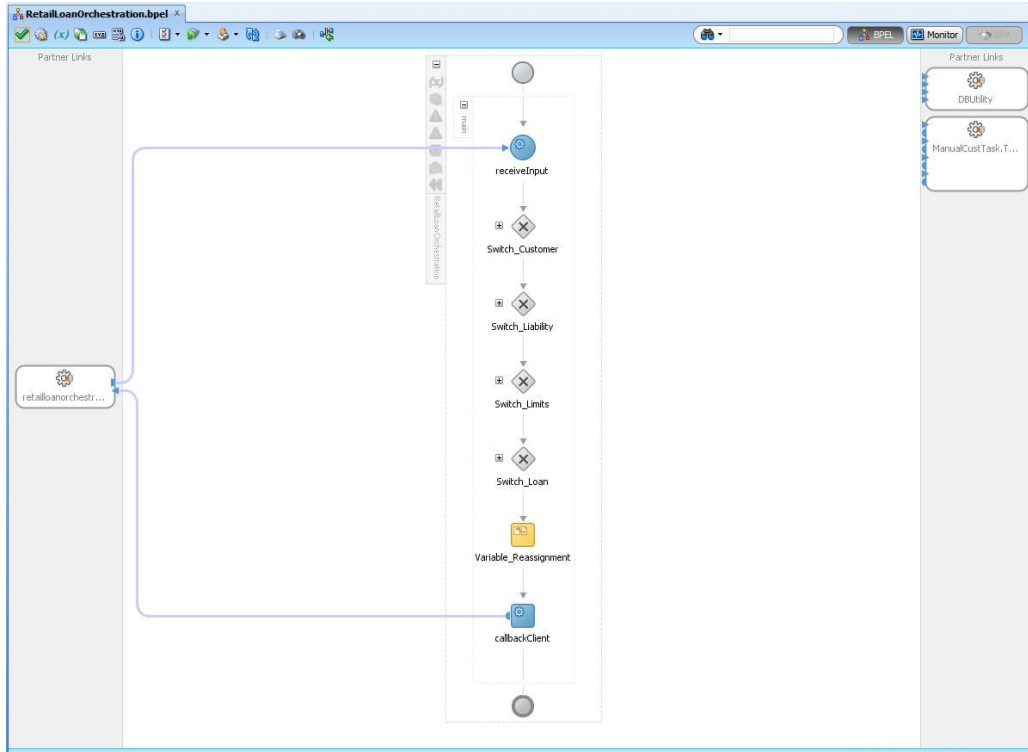 RetailLoanOrchestration.bpel
BPEL
Monitor
BPA
Partner Links
Partner Links
DBUtility
main
ManualCustTask.T...
receiveInput
RetailLoanOrchestration
Switch_Customer
Switch_Liability
retailloanorchestr...
Switch_Limits
Switch_Loan
Variable_Reassignment
callbackClient